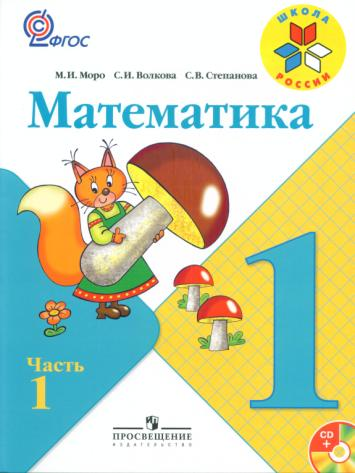 ФГОС
ШКОЛА
РОССИИ
М.И. Моро С.И. Волкова С.В. Степанова
Математика
1
Часть
1
ПРОСВЕЩЕНИЕ
ИЗДАТЕЛЬСТВО
CD
+